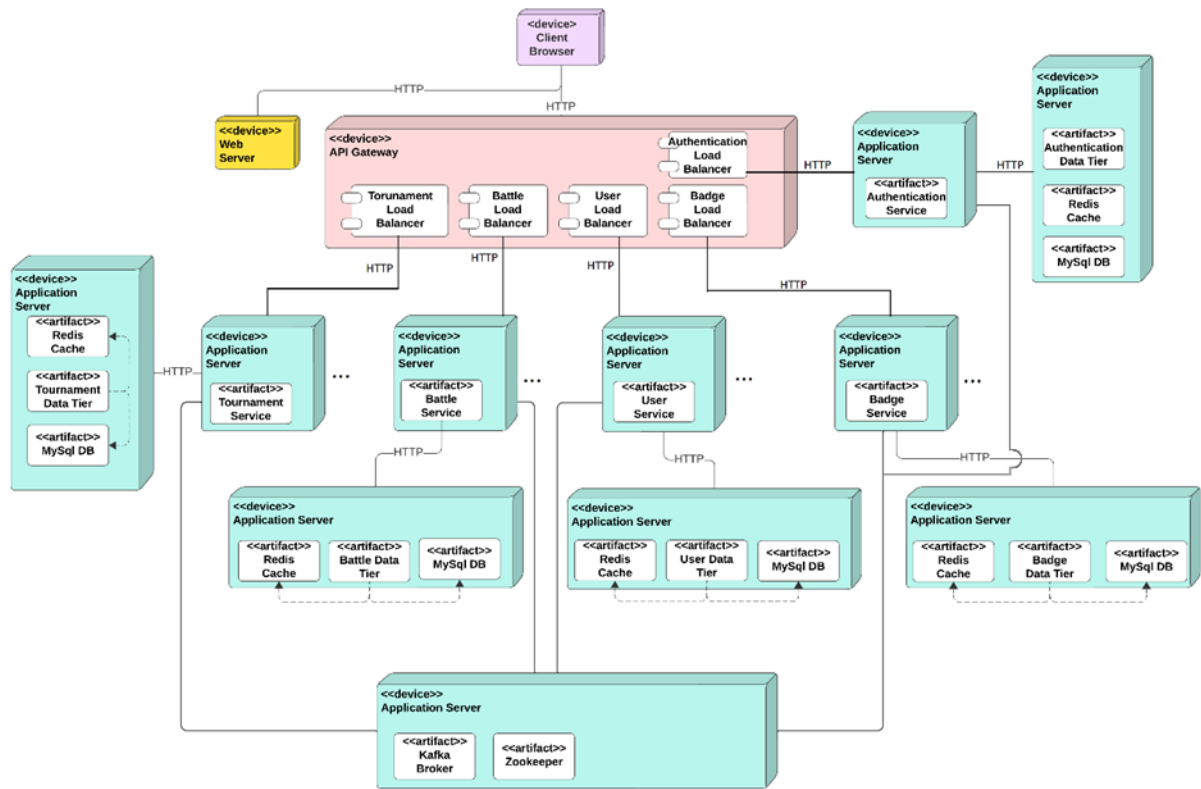 <device>
Client
Browser
HTTP
HTTP
<<device>>
Web
Server
<<device>>
API Gateway
Authentication
Load
Balancer
Torunament
Load
Balancer
Battle
Load
Balancer
User
Load
Balancer
Badge
Load
Balancer
HTTP
<<device>>
Application
Server
<<artifact>>
Authentication
Service
HTTP
<<device>>
Application
Server
<<artifact>>
Authentication
Data Tier
<<artifact>>
Redis
Cache
<<artifact>>
MySql DB
HTTP
HTTP
HTTP
HTTP
<<device>>
Application
Server
<<artifact>>
Redis
Cache
<<artifact>>
Tournament
Data Tier
<<artifact>>
MySql DB
HTTP
<<device>>
Application
Server
<<artifact>>
Tournament
Service
...
<<device>>
Application
Server
<<artifact>>
Battle
Service
...
<<device>>
Application
Server
<<artifact>>
User
Service
...
<<device>>
Application
Server
<<artifact>>
Badge
Service
...
HTTP
HTTP
HTTP
<<device>>
Application Server
<<artifact>>
Redis
Cache
<<artifact>>
Battle Data
Tier
<<artifact>>
MySql DB
<<device>>
Application Server
<<artifact>>
Redis
Cache
<<artifact>>
User Data
Tier
<<artifact>>
MySql DB
<<device>>
Application Server
<<artifact>>
Redis
Cache
<<artifact>>
Badge
Data Tier
<<artifact>>
MySql DB
<<device>>
Application Server
<<artifact>>
Kafka
Broker
<<artifact>>
Zookeeper